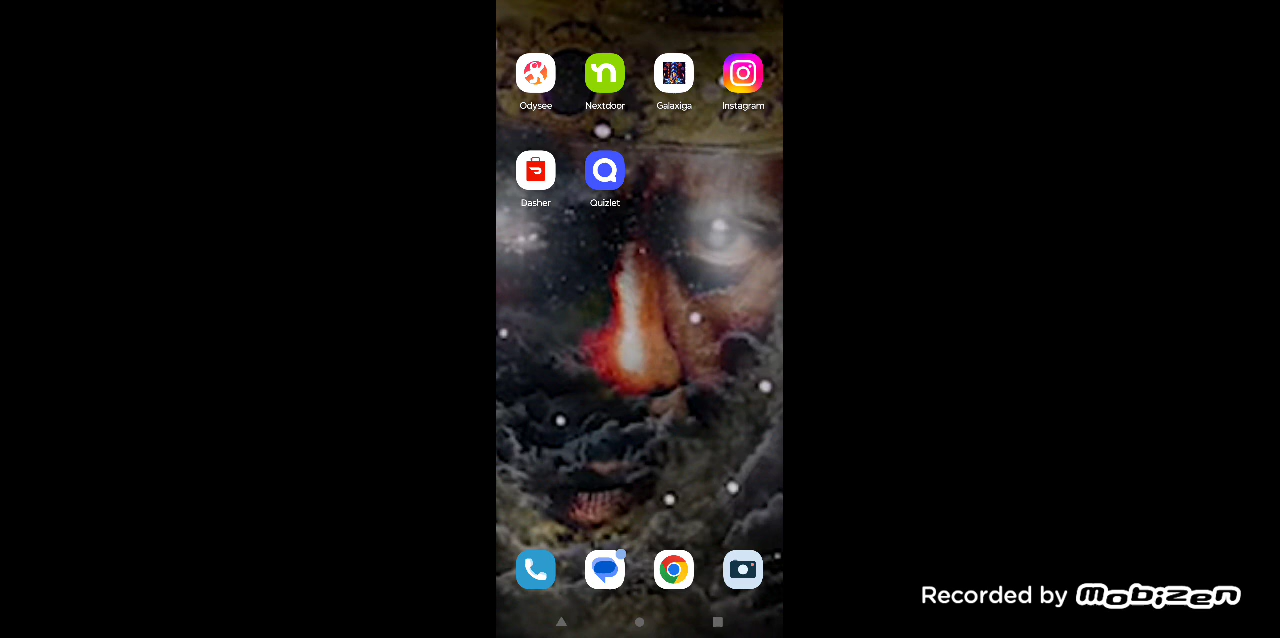 Odysee Nextdoor Galaxiga Instagram
Dasher Quizlet
Recorded by mobizen